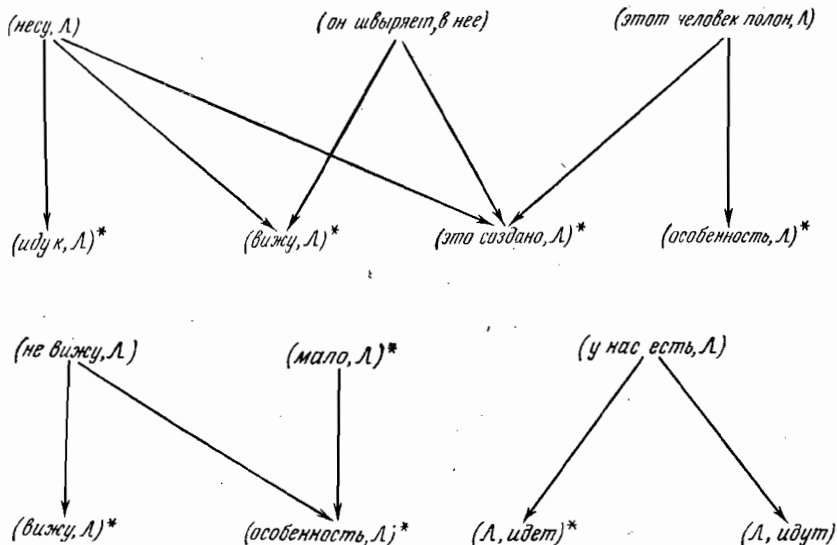 (несу, Λ) (он швыряет, в нее) (этот человек полон, Λ)
(иду к, Λ)* (вижу, Λ)* (это создано, Λ)* (особенность, Λ)*
(не вижу, Λ) (мало, Λ)* (у нас есть, Λ)
(вижу, Λ)* (особенность, Λ)* (Λ, идет)* (Λ, идут)